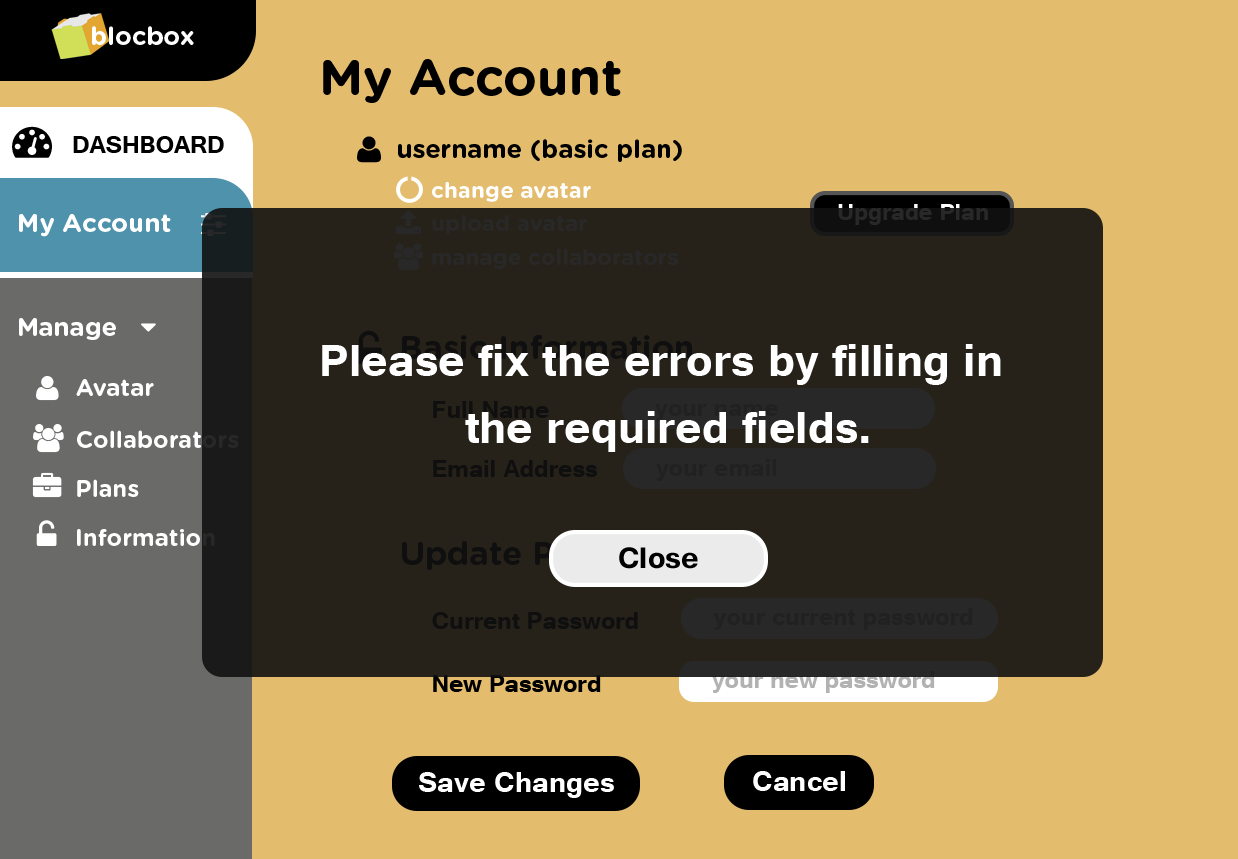 blocbox
My Account
DASHBOARD
username (basic plan)
change avatar
My Account
upload avatar
Upgrade Plan
manage collaborators
Manage
Basic Information
Please fix the errors by filling in
Avatar
Full Name
your name
the required fields.
Collaborators
Email Address
your email
Plans
Information
Update P
Close
Current Password
your current password
New Password
your new password
Save Changes
Cancel